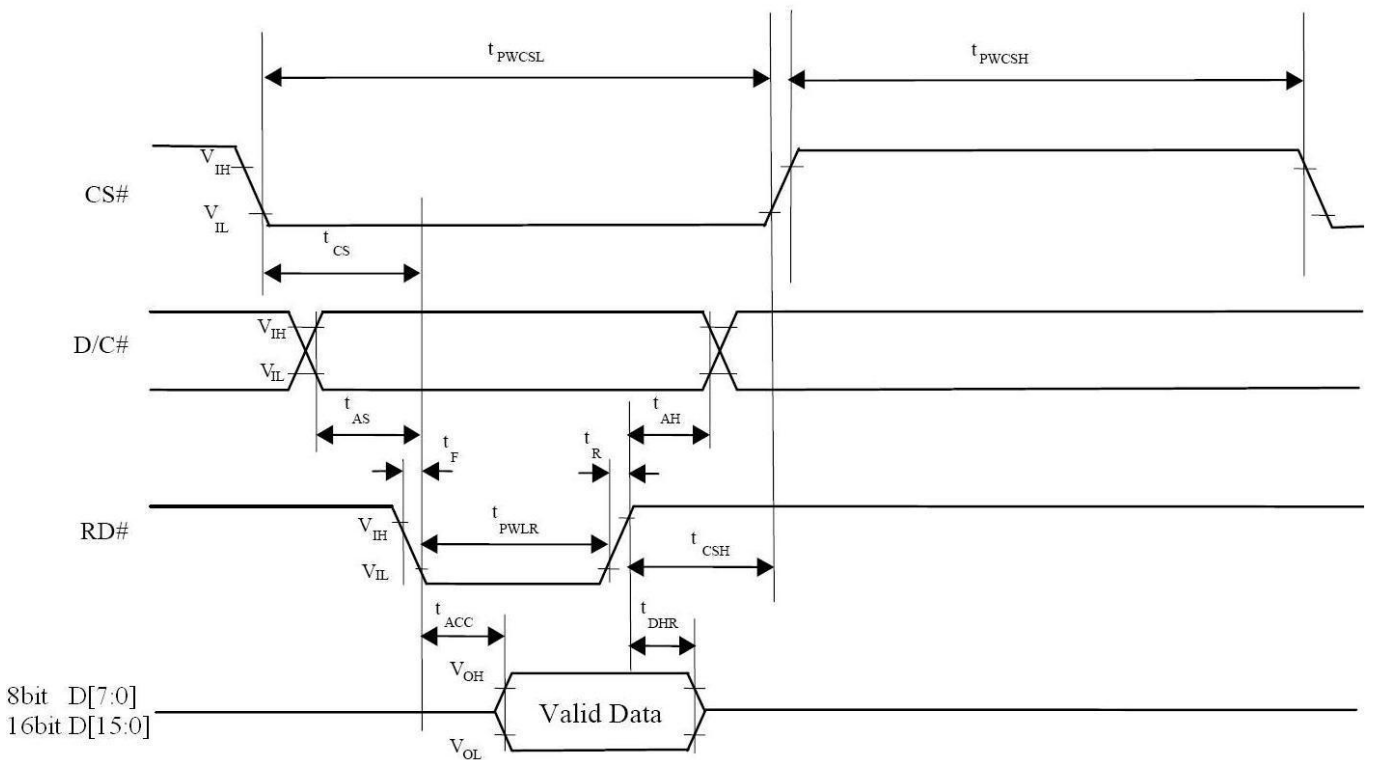 t PWCSL
t PWCSH
V IH
CS#
V IL
t CS
V IH
D/C#
V IL
t AS
t AH
t F
t R
RD#
V IH
t PWLR
t CSH
V IL
t ACC
t DHR
V OH
8bit D[7:0]
Valid Data
16bit D[15:0]
V OL